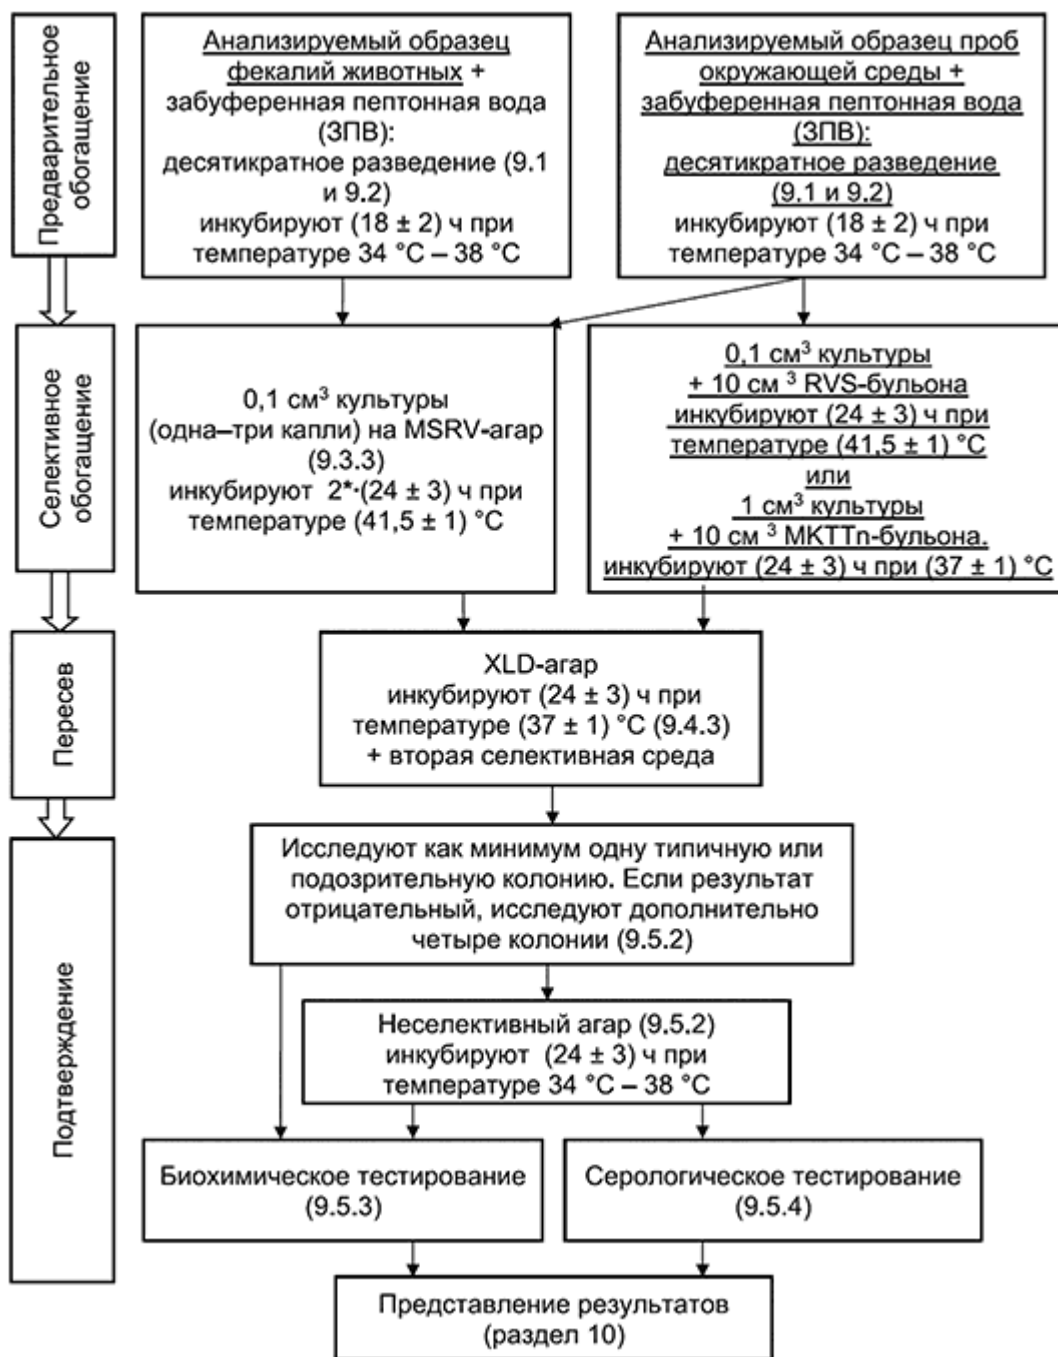 Предварительное
обогащение
Анализируемый образец
фекалий животных +
забуференная пептонная вода
(ЗПВ):
десятикратное разведение (9.1
и 9.2)
инкубируют (18 ± 2) ч при
температуре 34 °C – 38 °C
Анализируемый образец проб
окружающей среды +
забуференная пептонная вода
(ЗПВ):
десятикратное разведение
(9.1 и 9.2)
инкубируют (18 ± 2) ч при
температуре 34 °C – 38 °C
Селективное
обогащение
0,1 см³ культуры
(одна–три капли) на MSRV-агар
(9.3.3)
инкубируют 2*·(24 ± 3) ч при
температуре (41,5 ± 1) °C
0,1 см³ культуры
+ 10 см ³ RVS-бульона
инкубируют (24 ± 3) ч при
температуре (41,5 ± 1) °C
или
1 см³ культуры
+ 10 см ³ MKTTn-бульона.
инкубируют (24 ± 3) ч при (37 ± 1) °C
Пересев
XLD-агар
инкубируют (24 ± 3) ч при
температуре (37 ± 1) °C (9.4.3)
+ вторая селективная среда
Подтверждение
Исследуют как минимум одну типичную или
подозрительную колонию. Если результат
отрицательный, исследуют дополнительно
четыре колонии (9.5.2)
Неселективный агар (9.5.2)
инкубируют (24 ± 3) ч при
температуре 34 °C – 38 °C
Биохимическое тестирование
(9.5.3)
Серологическое тестирование
(9.5.4)
Представление результатов
(раздел 10)